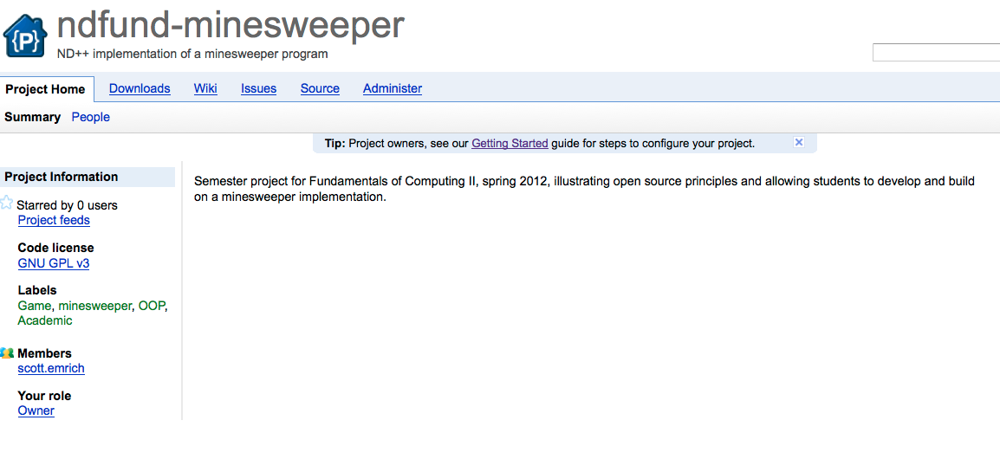 {P}
ndfund-minesweeper
ND++ implementation of a minesweeper program
Project Home Downloads Wiki Issues Source Administer
Summary People
Tip: Project owners, see our Getting Started guide for steps to configure your project.
Project Information
Starred by 0 users
Project feeds
Code license
GNU GPL v3
Labels
Game, minesweeper, OOP,
Academic
Members
scott.emrich
Your role
Owner
Semester project for Fundamentals of Computing II, spring 2012, illustrating open source principles and allowing students to develop and build
on a minesweeper implementation.